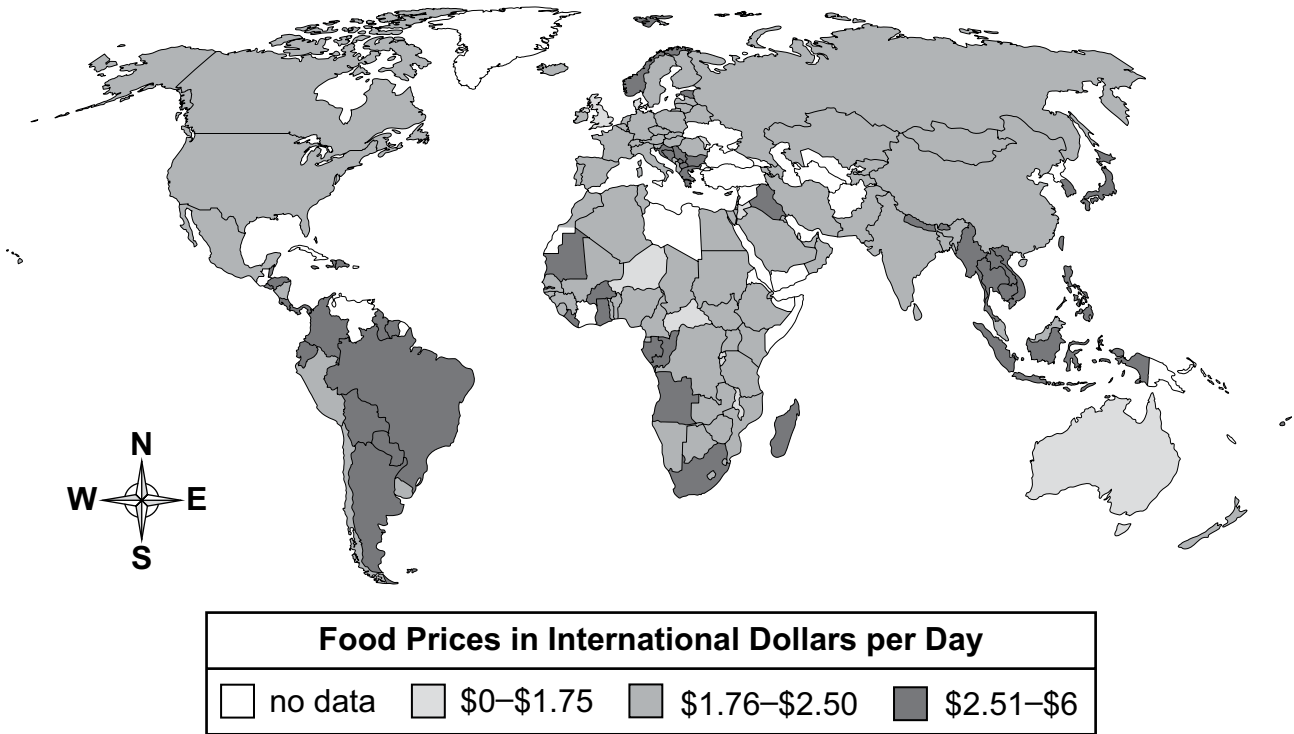 N
W E
S
Food Prices in International Dollars per Day
no data $0–$1.75 $1.76–$2.50 $2.51–$6